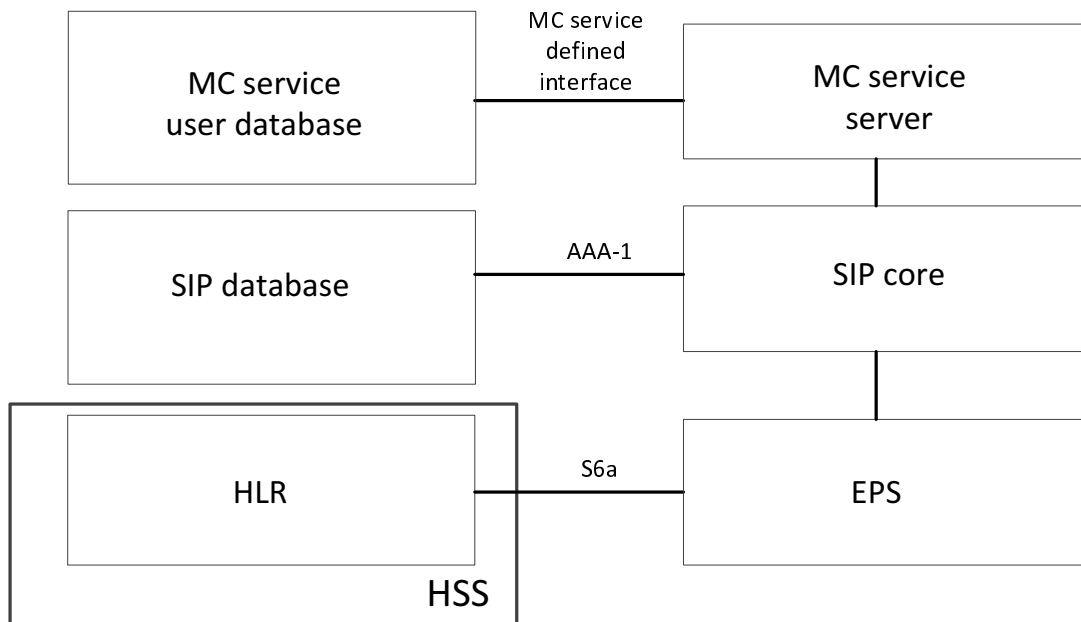 MC service
defined
interface
MC service
user database
MC service
server
SIP database
AAA-1
SIP core
HLR
S6a
EPS
HSS